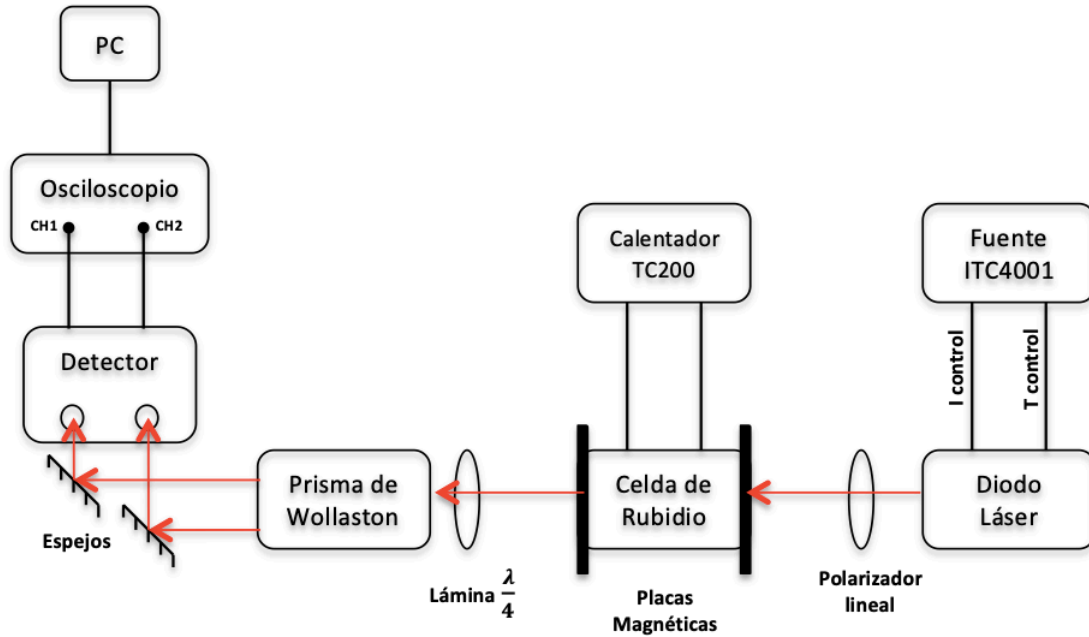 PC
Osciloscopio
CH1
CH2
Detector
Espejos
Prisma de
Wollaston
Lámina λ/4
Calentador
TC200
Celda de
Rubidio
Placas
Magnéticas
Fuente
ITC4001
I control
T control
Diodo
Láser
Polarizador
lineal